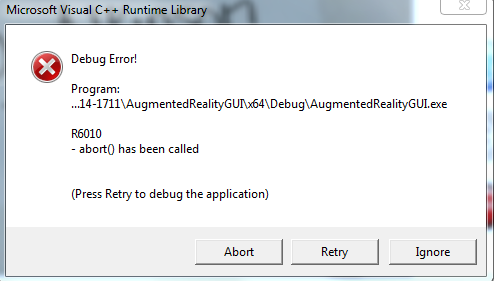 Microsoft Visual C++ Runtime Library
Debug Error!
Program:
...14-1711\AugmentedRealityGUI\x64\Debug\AugmentedRealityGUI.exe
R6010
- abort() has been called
(Press Retry to debug the application)
Abort
Retry
Ignore